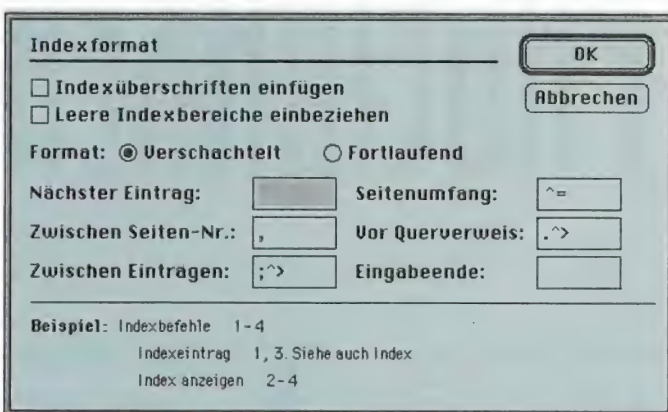 Indexformat
OK
Indexüberschriften einfügen
Abbrechen
Leere Indexbereiche einbeziehen
Format: Verschachtelt Fortlaufend
Nächster Eintrag: Seitenumfang: ^=
Zwischen Seiten-Nr.: , Vor Querverweis: .^>
Zwischen Einträgen: ;^> Eingabeende:
Beispiel: Indexbefehle 1-4
Indexeintrag 1, 3. Siehe auch Index
Index anzeigen 2-4